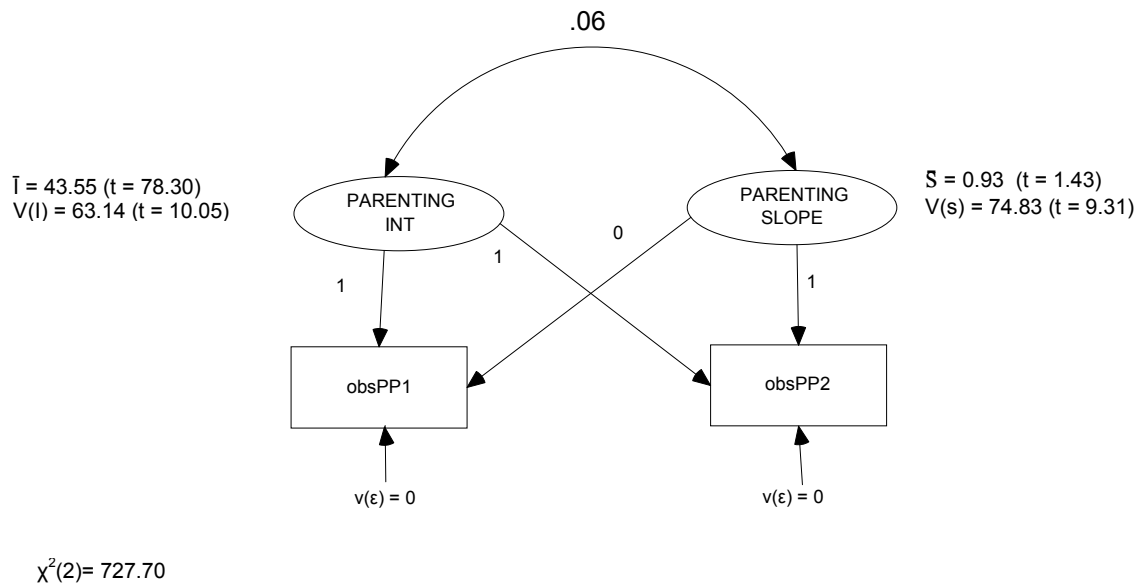 .06
Ī = 43.55 (t = 78.30)
V(I) = 63.14 (t = 10.05)
PARENTING
INT
PARENTING
SLOPE
S̄ = 0.93 (t = 1.43)
V(s) = 74.83 (t = 9.31)
0
1
1
1
obsPP1
obsPP2
v(ε) = 0
v(ε) = 0
χ²(2)= 727.70